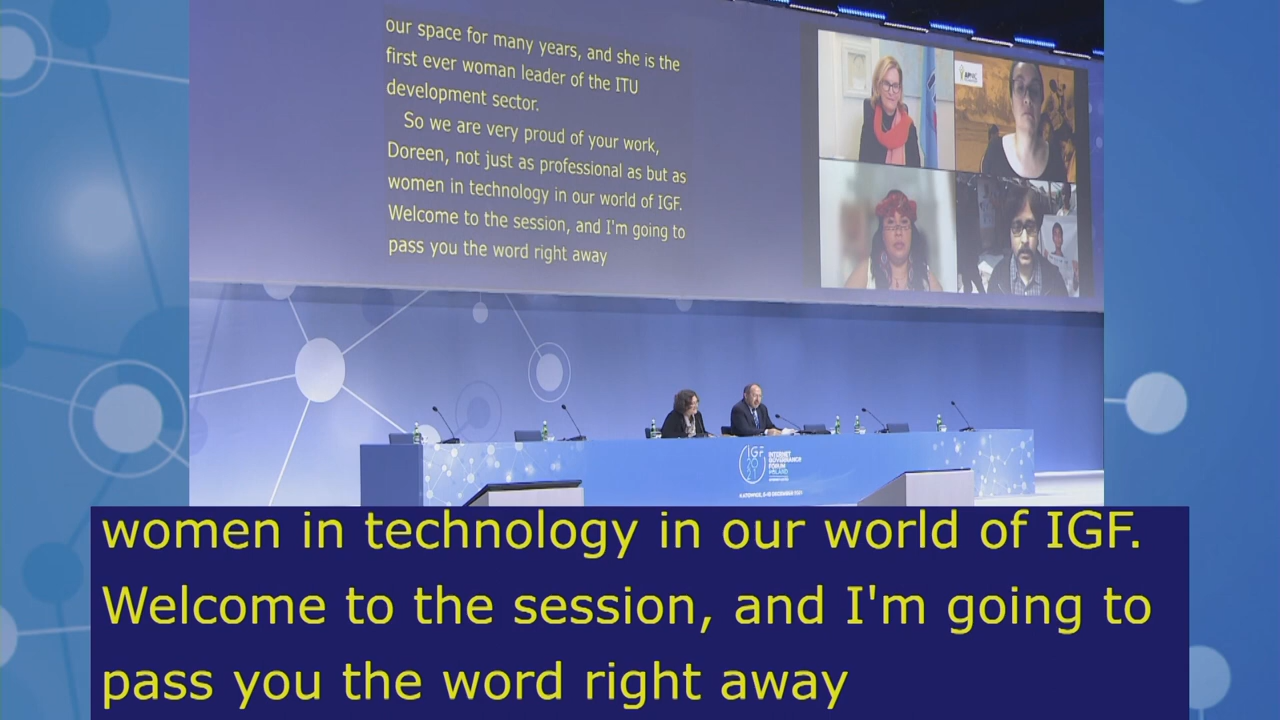 our space for many years, and she is the
first ever woman leader of the ITU
development sector.
So we are very proud of your work,
Doreen, not just as professional as but as
women in technology in our world of IGF.
Welcome to the session, and I'm going to
pass you the word right away
IGF
2021
INTERNET
GOVERNANCE
FORUM
POLAND
women in technology in our world of IGF.
Welcome to the session, and I'm going to
pass you the word right away